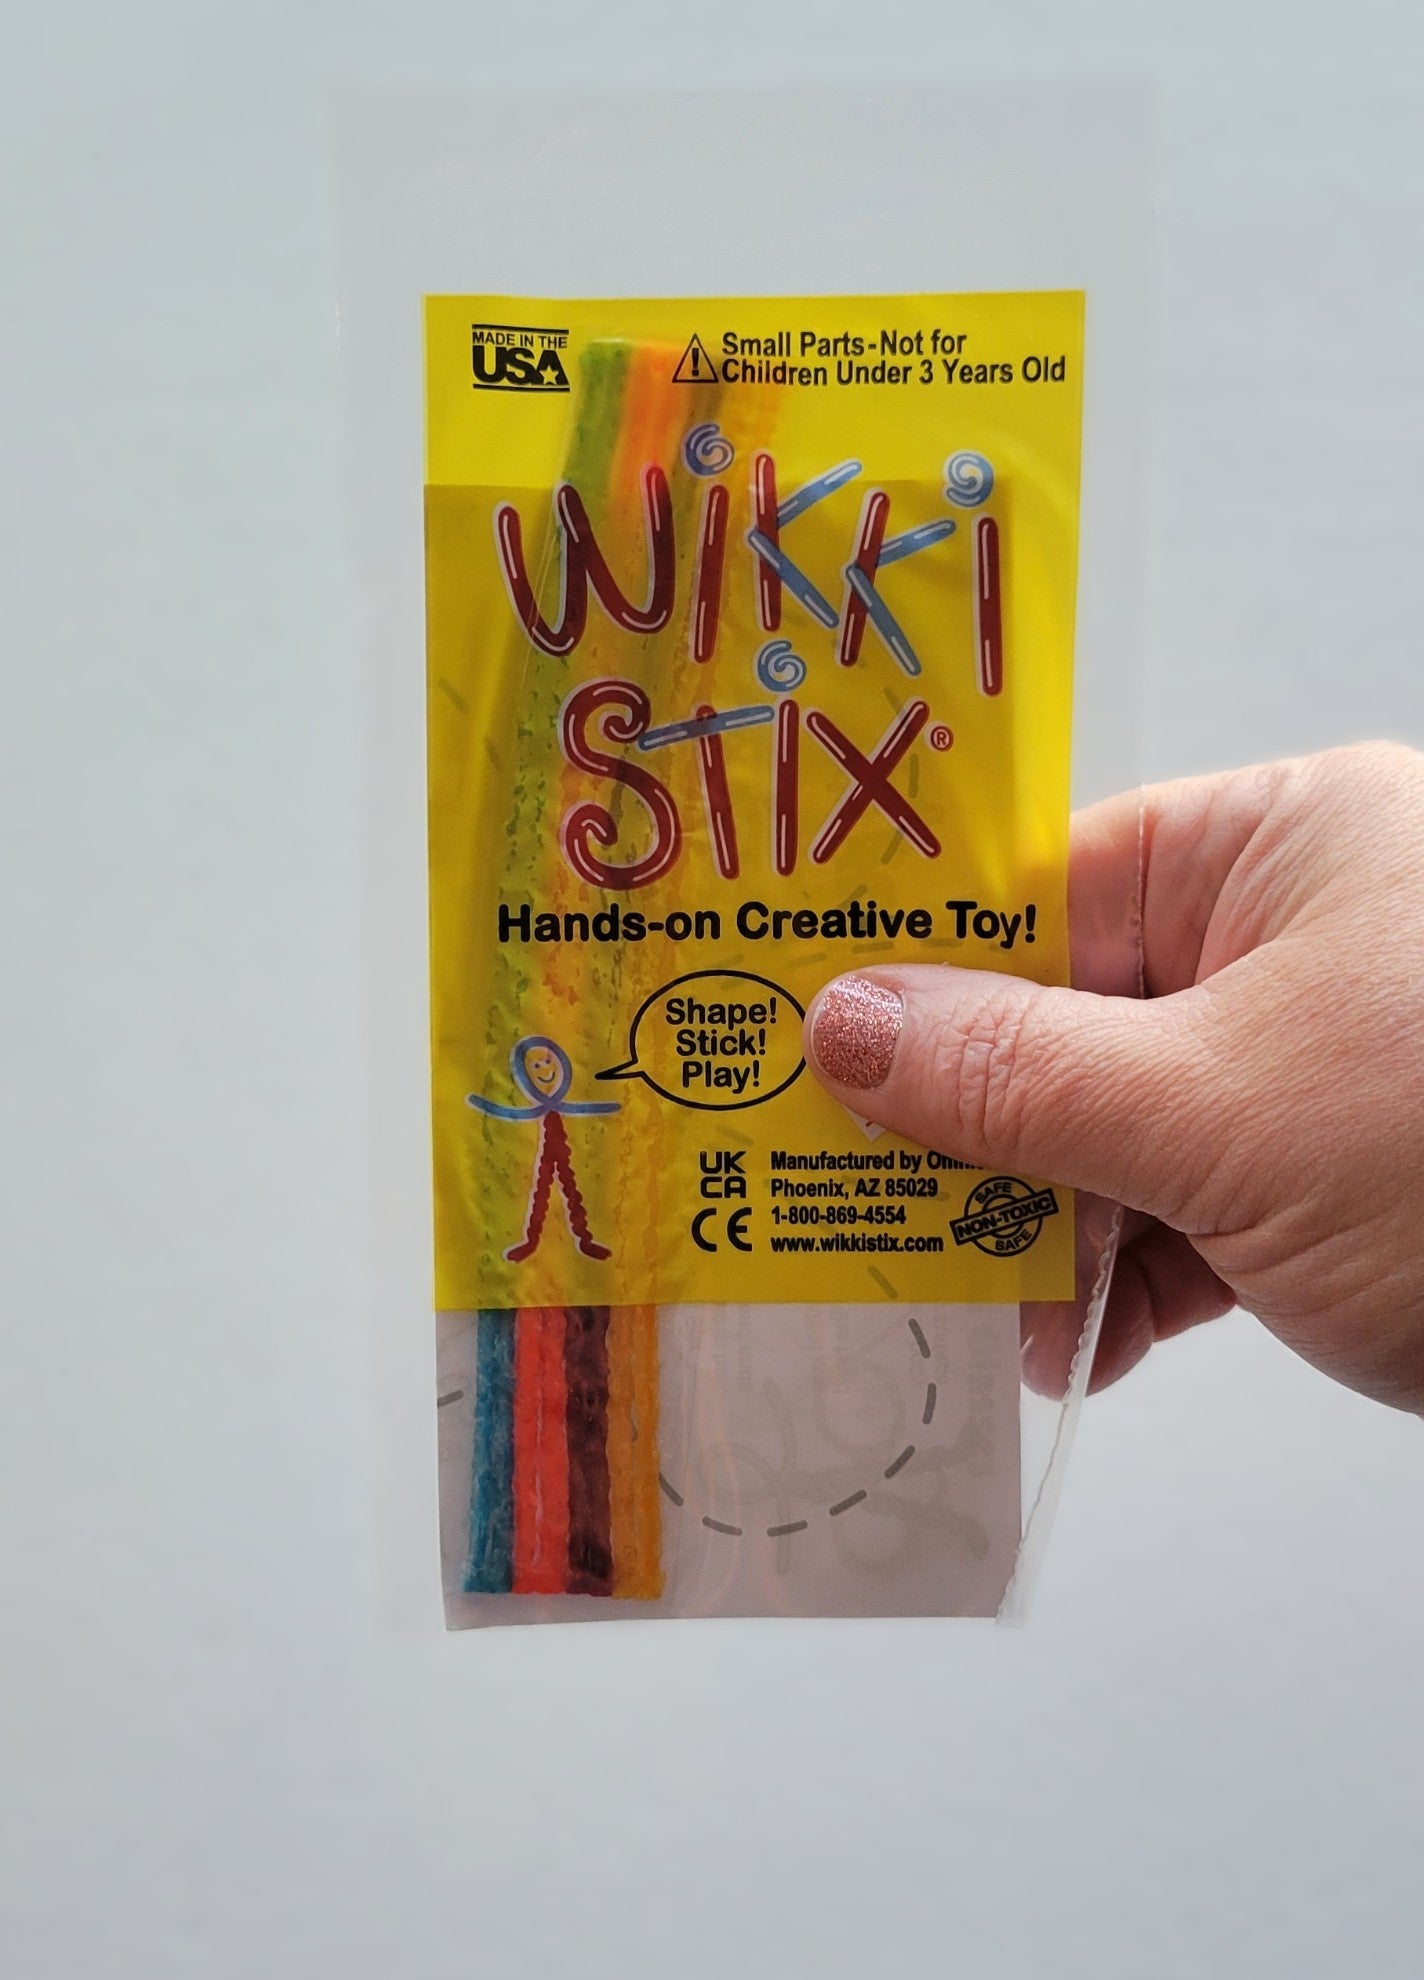 MADE IN THE
USA
Small Parts-Not for
Children Under 3 Years Old
WIKKI
STIX®
Hands-on Creative Toy!
Shape!
Stick!
Play!
UK
CA
CE
Manufactured by
Phoenix, AZ 85029
1-800-869-4554
www.wikkistix.com
SAFE
NON-TOXIC
SAFE